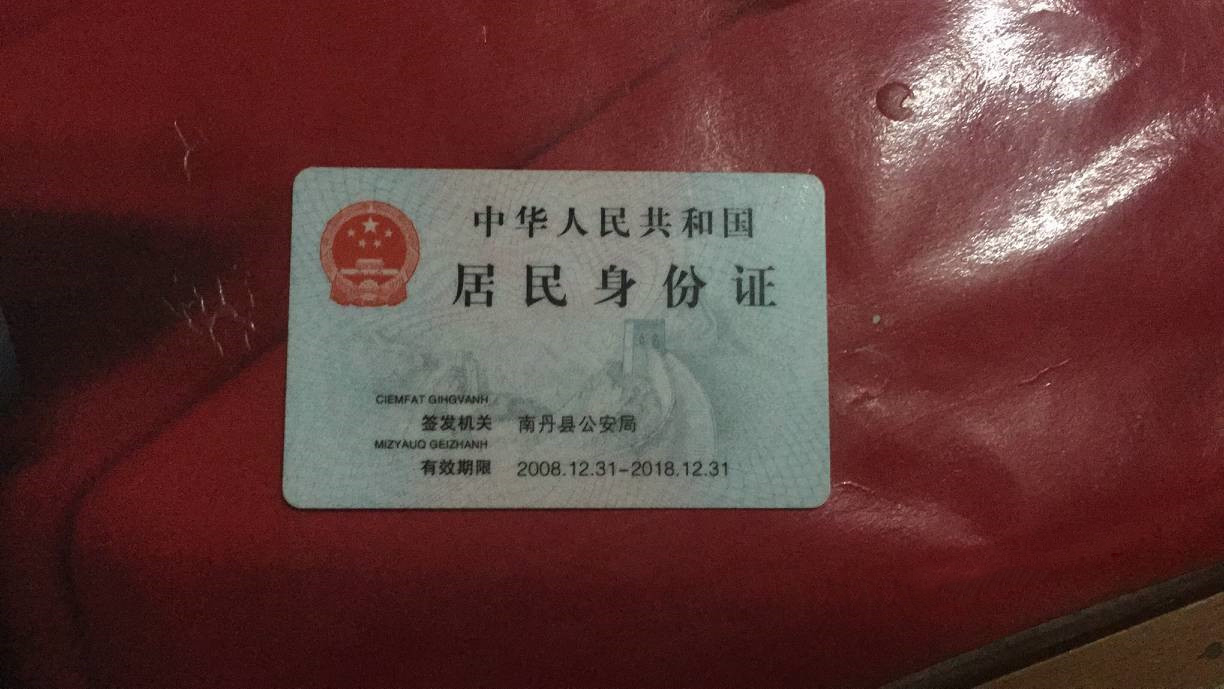 中华人民共和国
居民身份证
CIEMFAT GIHGVANH
签发机关 南丹县公安局
MIZYAUQ GEIZHANH
有效期限 2008.12.31-2018.12.31